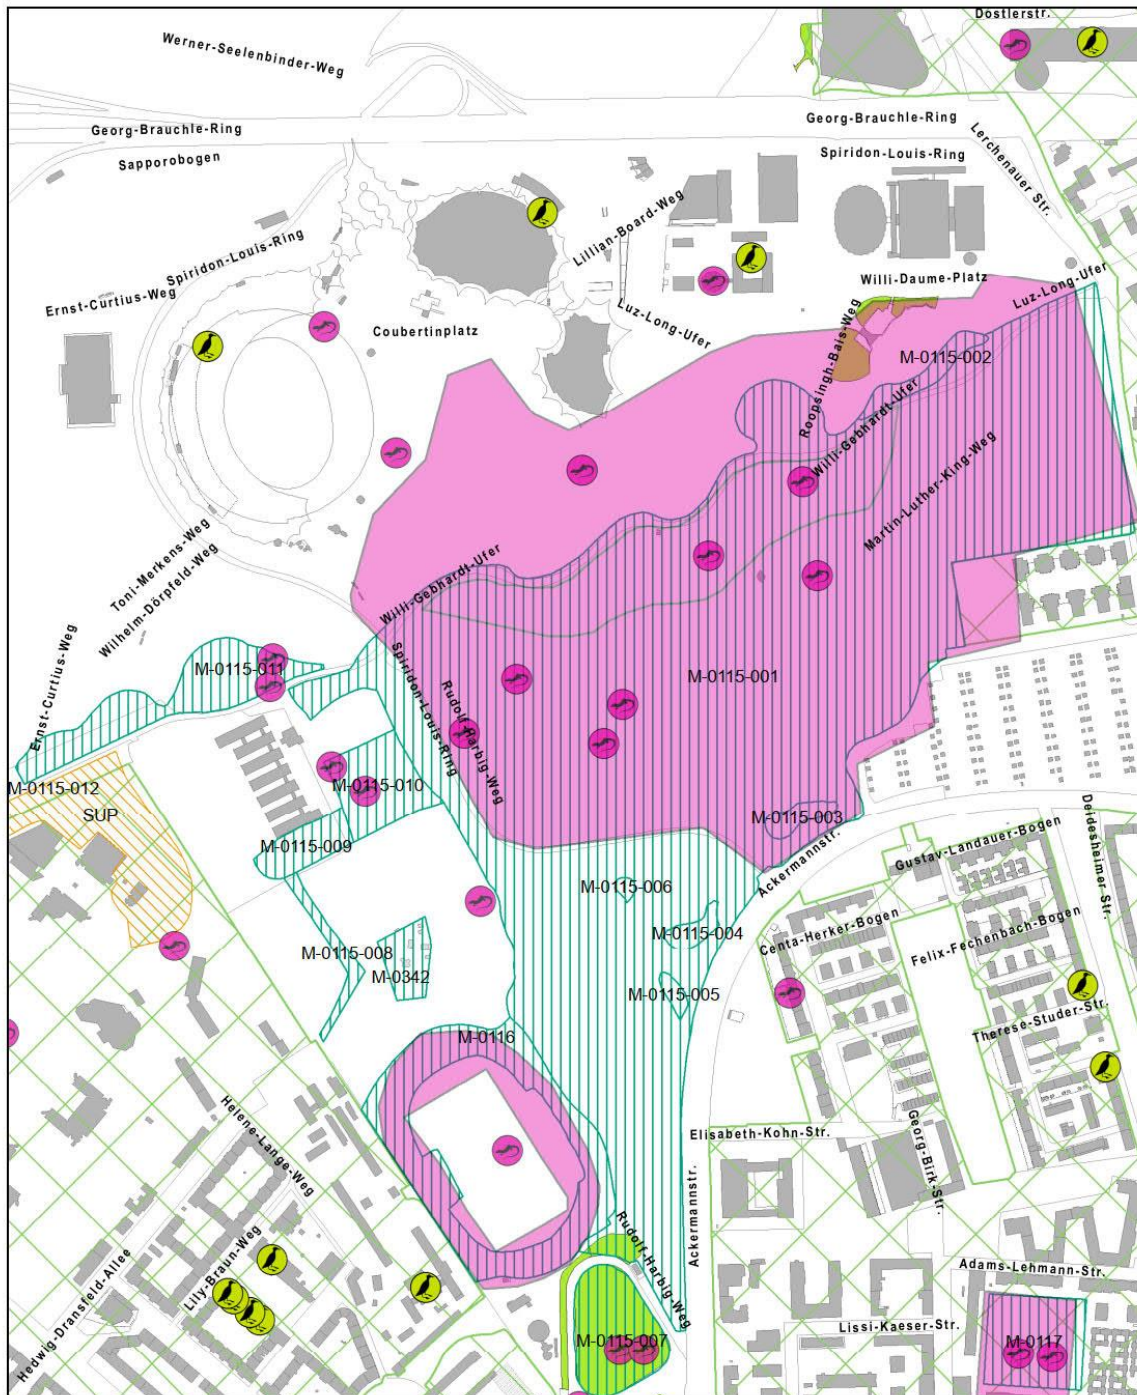 Dostlerstr.
Werner-Seelenbinder-Weg
Georg-Brauchle-Ring
Georg-Brauchle-Ring
Sapporobogen
Spiridon-Louis-Ring
Lerchenauer Str.
Lillian-Board-Weg
Spiridon-Louis-Ring
Ernst-Curtius-Weg
Willi-Daume-Platz
Luz-Long-Ufer
Coubertinplatz
Luz-Long-Ufer
Roopsingh-Bais-Weg
M-0115-002
Willi-Gebhardt-Ufer
Martin-Luther-King-Weg
Toni-Merkens-Weg
Wilhelm-Dörpfeld-Weg
Willi-Gebhardt-Ufer
Ernst-Curtius-Weg
M-0115-011
Spiridon-Louis-Ring
Rudolf-Harbig-Weg
M-0115-001
M-0115-012
SUP
M-0115-010
M-0115-003
M-0115-009
Ackermannstr.
Gustav-Landauer-Bogen
Deidesheimer Str.
M-0115-006
Centa-Herker-Bogen
Felix-Fechenbach-Bogen
M-0115-004
M-0115-008
M-0342
M-0115-005
Therese-Studer-Str.
M-0116
Helene-Lange-Weg
Elisabeth-Kohn-Str.
Georg-Birk-Str.
Ackermannstr.
Rudolf-Harbig-Weg
Lily-Braun-Weg
Hedwig-Dransfeld-Allee
Adams-Lehmann-Str.
Lissi-Kaeser-Str.
M-0115-007
M-0117